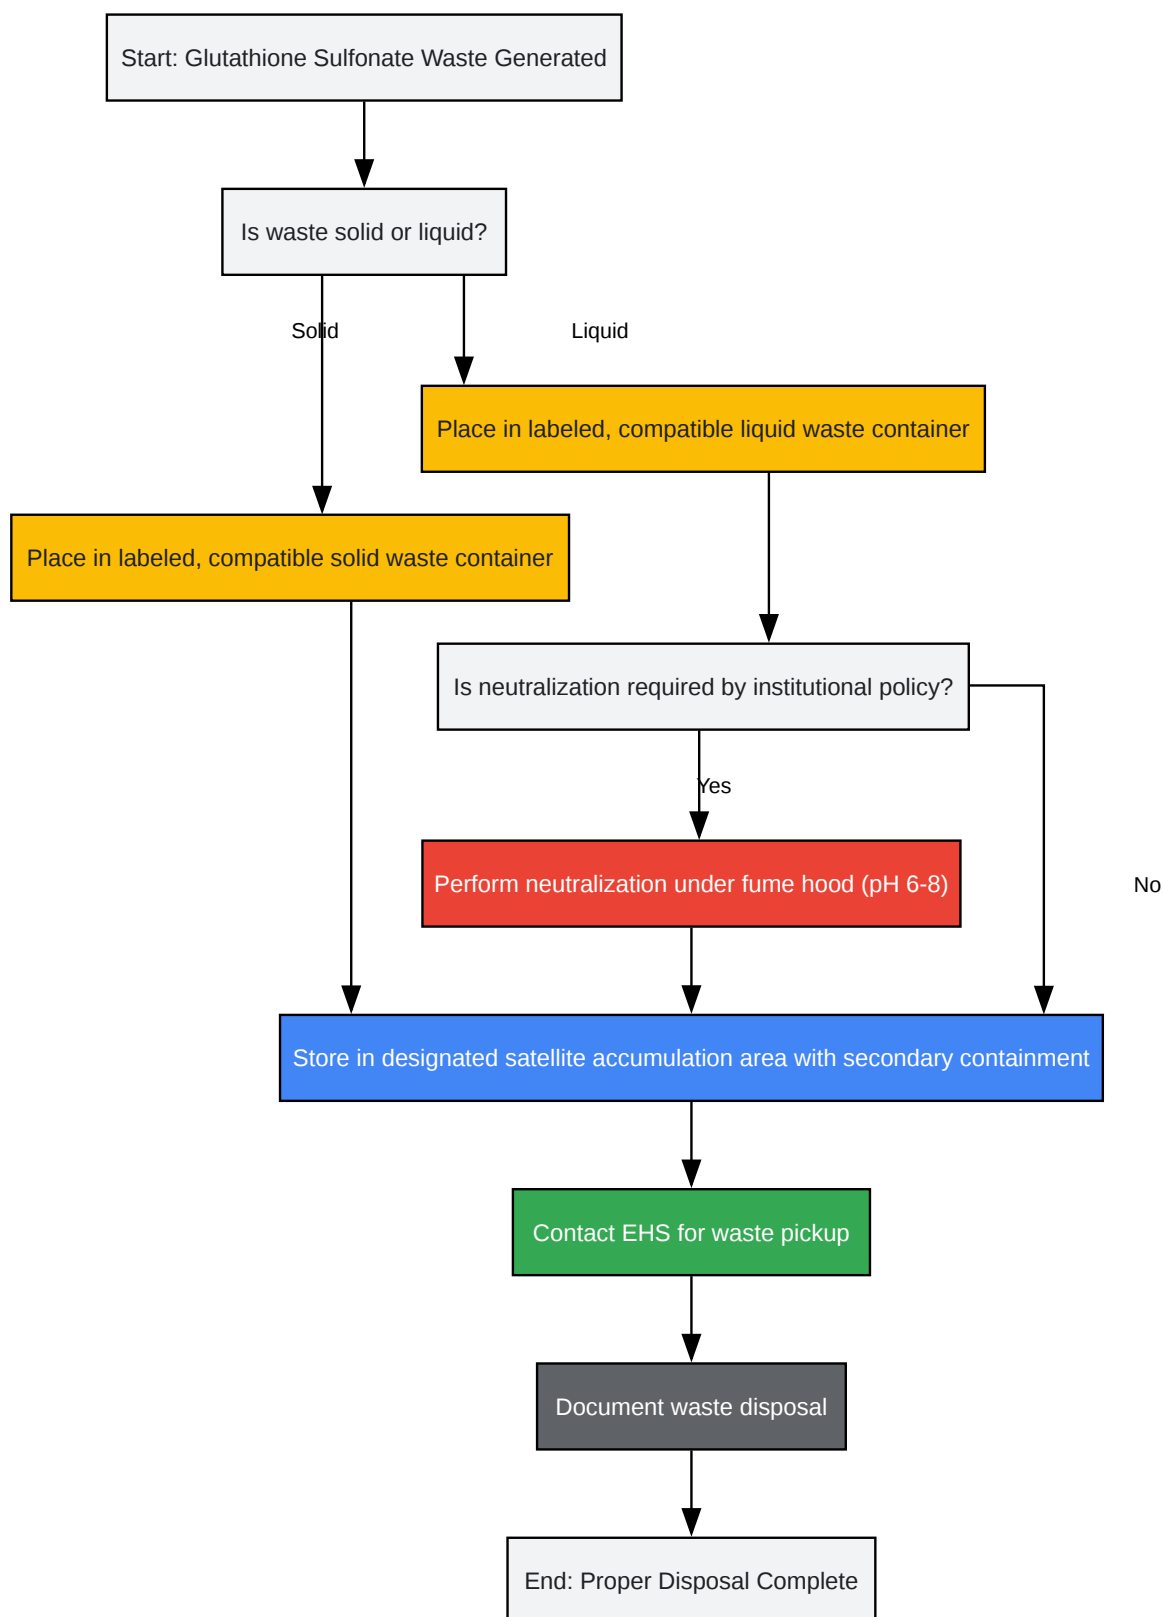 Start: Glutathione Sulfonate Waste Generated
Is waste solid or liquid?
Solid
Liquid
Place in labeled, compatible liquid waste container
Place in labeled, compatible solid waste container
Is neutralization required by institutional policy?
Yes
Perform neutralization under fume hood (pH 6-8)
No
Store in designated satellite accumulation area with secondary containment
Contact EHS for waste pickup
Document waste disposal
End: Proper Disposal Complete